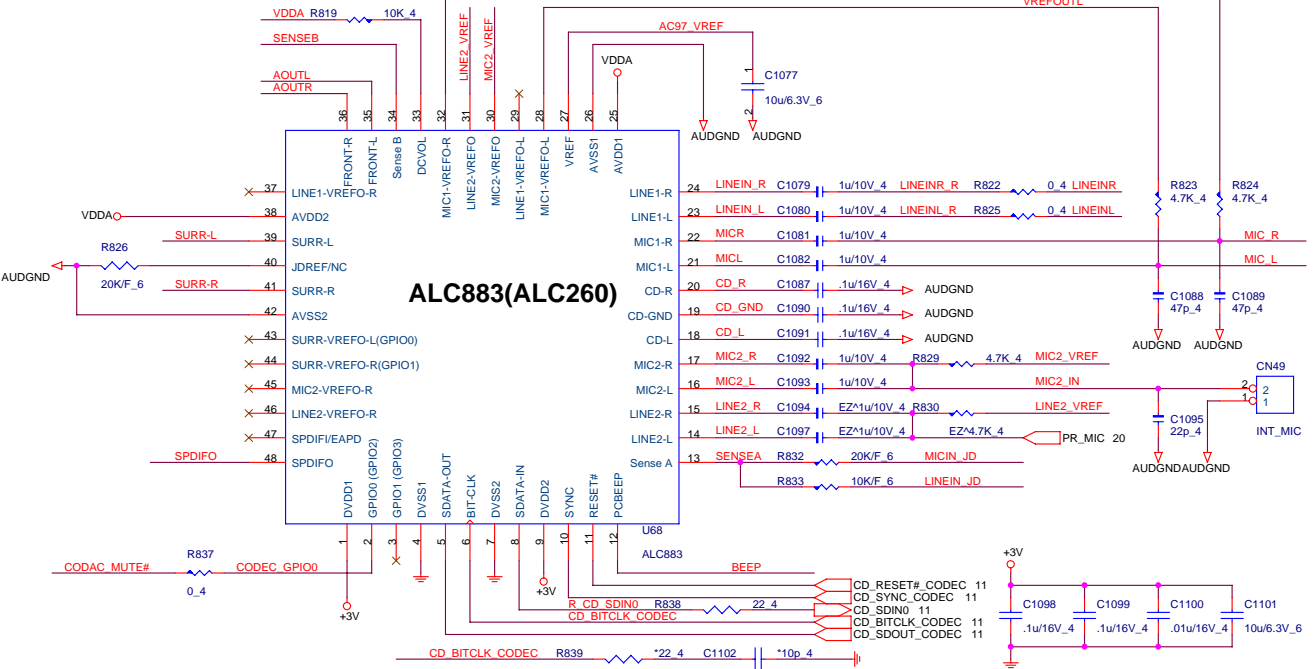 VREFOUTL
VDDA R819 10K_4
SENSEB
AOUTL
AOUTR
LINE2_VREF
MIC2_VREF
AC97_VREF
VDDA
1
C1077
10u/6.3V_6
2
AUDGND AUDGND
36 35 34 33 32 31 30 29 28 27 26 25
FRONT-R
FRONT-L
Sense B
DCVOL
MIC1-VREFO-R
LINE2-VREFO
MIC2-VREFO
LINE1-VREFO-L
MIC1-VREFO-L
VREF
AVSS1
AVDD1
37 LINE1-VREFO-R
VDDA 38 AVDD2
SURR-L 39 SURR-L
R826
AUDGND 40 JDREF/NC
20K/F_6
SURR-R 41 SURR-R
42 AVSS2
43 SURR-VREFO-L(GPIO0)
44 SURR-VREFO-R(GPIO1)
45 MIC2-VREFO-R
46 LINE2-VREFO-R
47 SPDIFI/EAPD
SPDIFO 48 SPDIFO
ALC883(ALC260)
LINE1-R 24 LINEIN_R C1079 1u/10V_4 LINEINR_R R822 0_4 LINEINR
LINE1-L 23 LINEIN_L C1080 1u/10V_4 LINEINL_R R825 0_4 LINEINL
R823
4.7K_4
R824
4.7K_4
MIC1-R 22 MICR C1081 1u/10V_4 MIC_R
MIC1-L 21 MICL C1082 1u/10V_4 MIC_L
CD-R 20 CD_R C1087 .1u/16V_4 AUDGND
CD-GND 19 CD_GND C1090 .1u/16V_4 AUDGND
CD-L 18 CD_L C1091 .1u/16V_4 AUDGND
C1088
47p_4
C1089
47p_4
AUDGND AUDGND
MIC2-R 17 MIC2_R C1092 1u/10V_4 R829 4.7K_4 MIC2_VREF
MIC2-L 16 MIC2_L C1093 1u/10V_4 MIC2_IN
LINE2-R 15 LINE2_R C1094 EZ^1u/10V_4 R830 LINE2_VREF
LINE2-L 14 LINE2_L C1097 EZ^1u/10V_4 EZ^4.7K_4 PR_MIC 20
Sense A 13 SENSEA R832 20K/F_6 MICIN_JD
R833 10K/F_6 LINEIN_JD
CN49
2 2
1 1
INT_MIC
C1095
22p_4
AUDGND AUDGND
DVDD1
GPIO0 (GPIO2)
GPIO1 (GPIO3)
DVSS1
SDATA-OUT
BIT-CLK
DVSS2
SDATA-IN
DVDD2
SYNC
RESET#
PCBEEP
1 2 3 4 5 6 7 8 9 10 11 12
U68
ALC883
CODAC_MUTE# R837 CODEC_GPIO0
0_4
+3V
+3V
BEEP
CD_RESET#_CODEC 11
CD_SYNC_CODEC 11
R_CD_SDIN0 R838 22_4 CD_SDIN0 11
CD_BITCLK_CODEC CD_BITCLK_CODEC 11
CD_SDOUT_CODEC 11
CD_BITCLK_CODEC R839 *22_4 C1102 *10p_4
+3V
C1098
.1u/16V_4
C1099
.1u/16V_4
C1100
.01u/16V_4
C1101
10u/6.3V_6